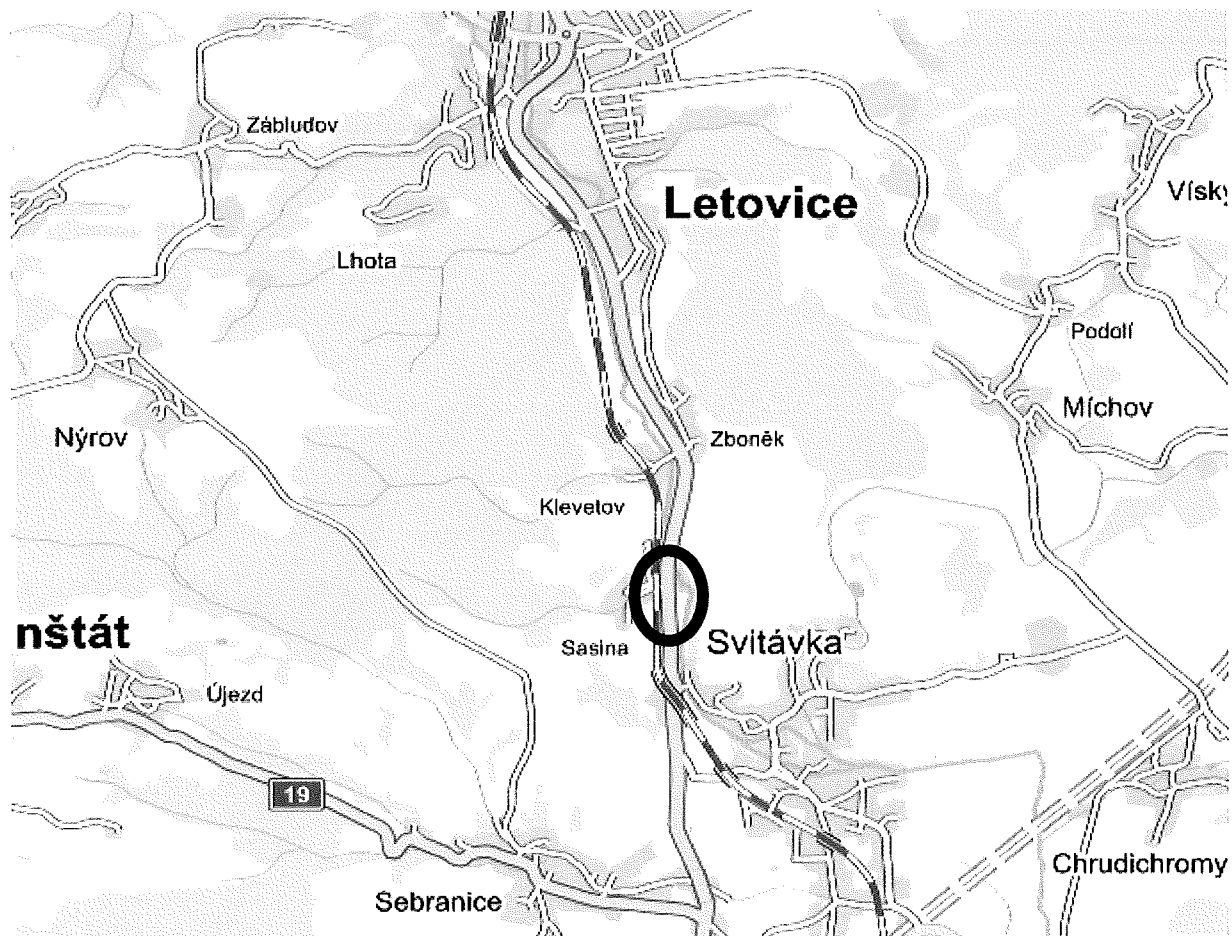 Zábludov
Letovice
Vísky
Lhota
Podolí
Míchov
Nýrov
Zboněk
Klevetov
nštát
Sasina
Svitávka
Újezd
19
Chrudichromy
Sebranice